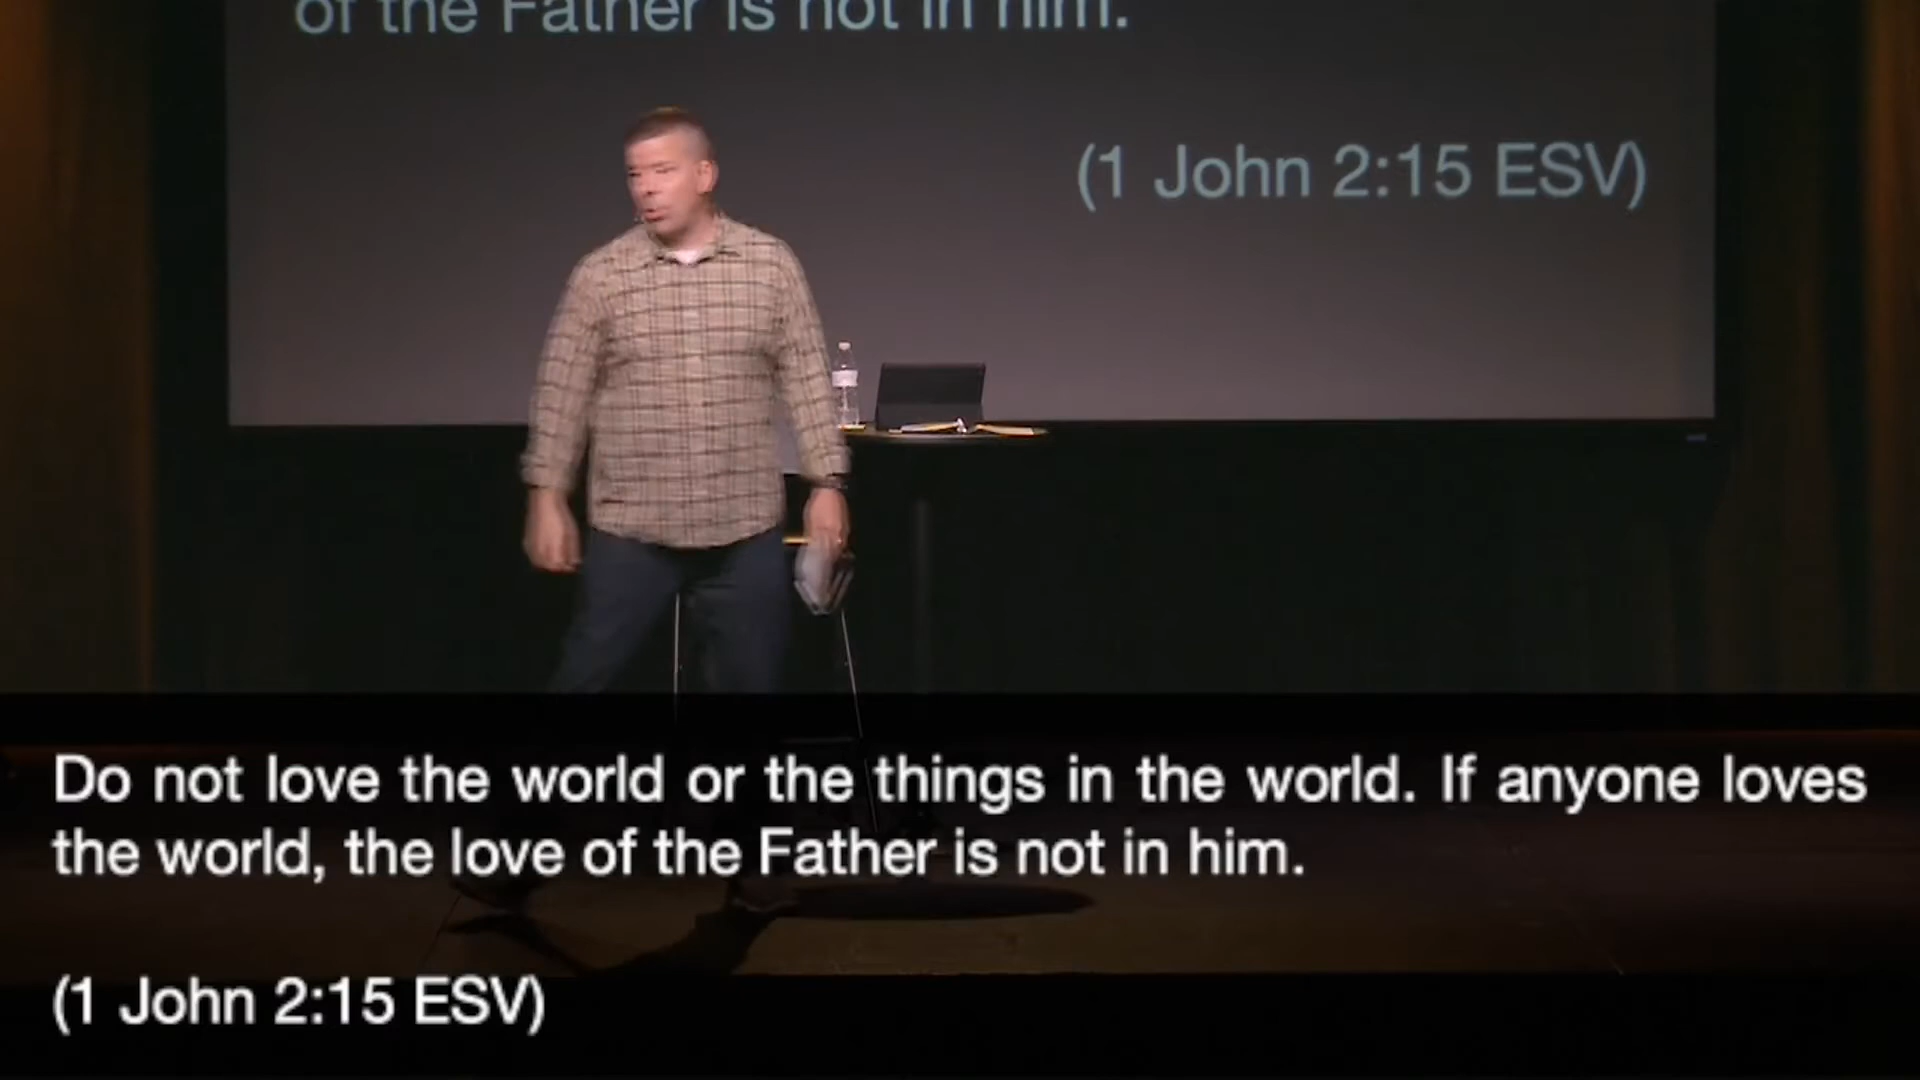 of the Father is not in him.
(1 John 2:15 ESV)
Do not love the world or the things in the world. If anyone loves
the world, the love of the Father is not in him.
(1 John 2:15 ESV)